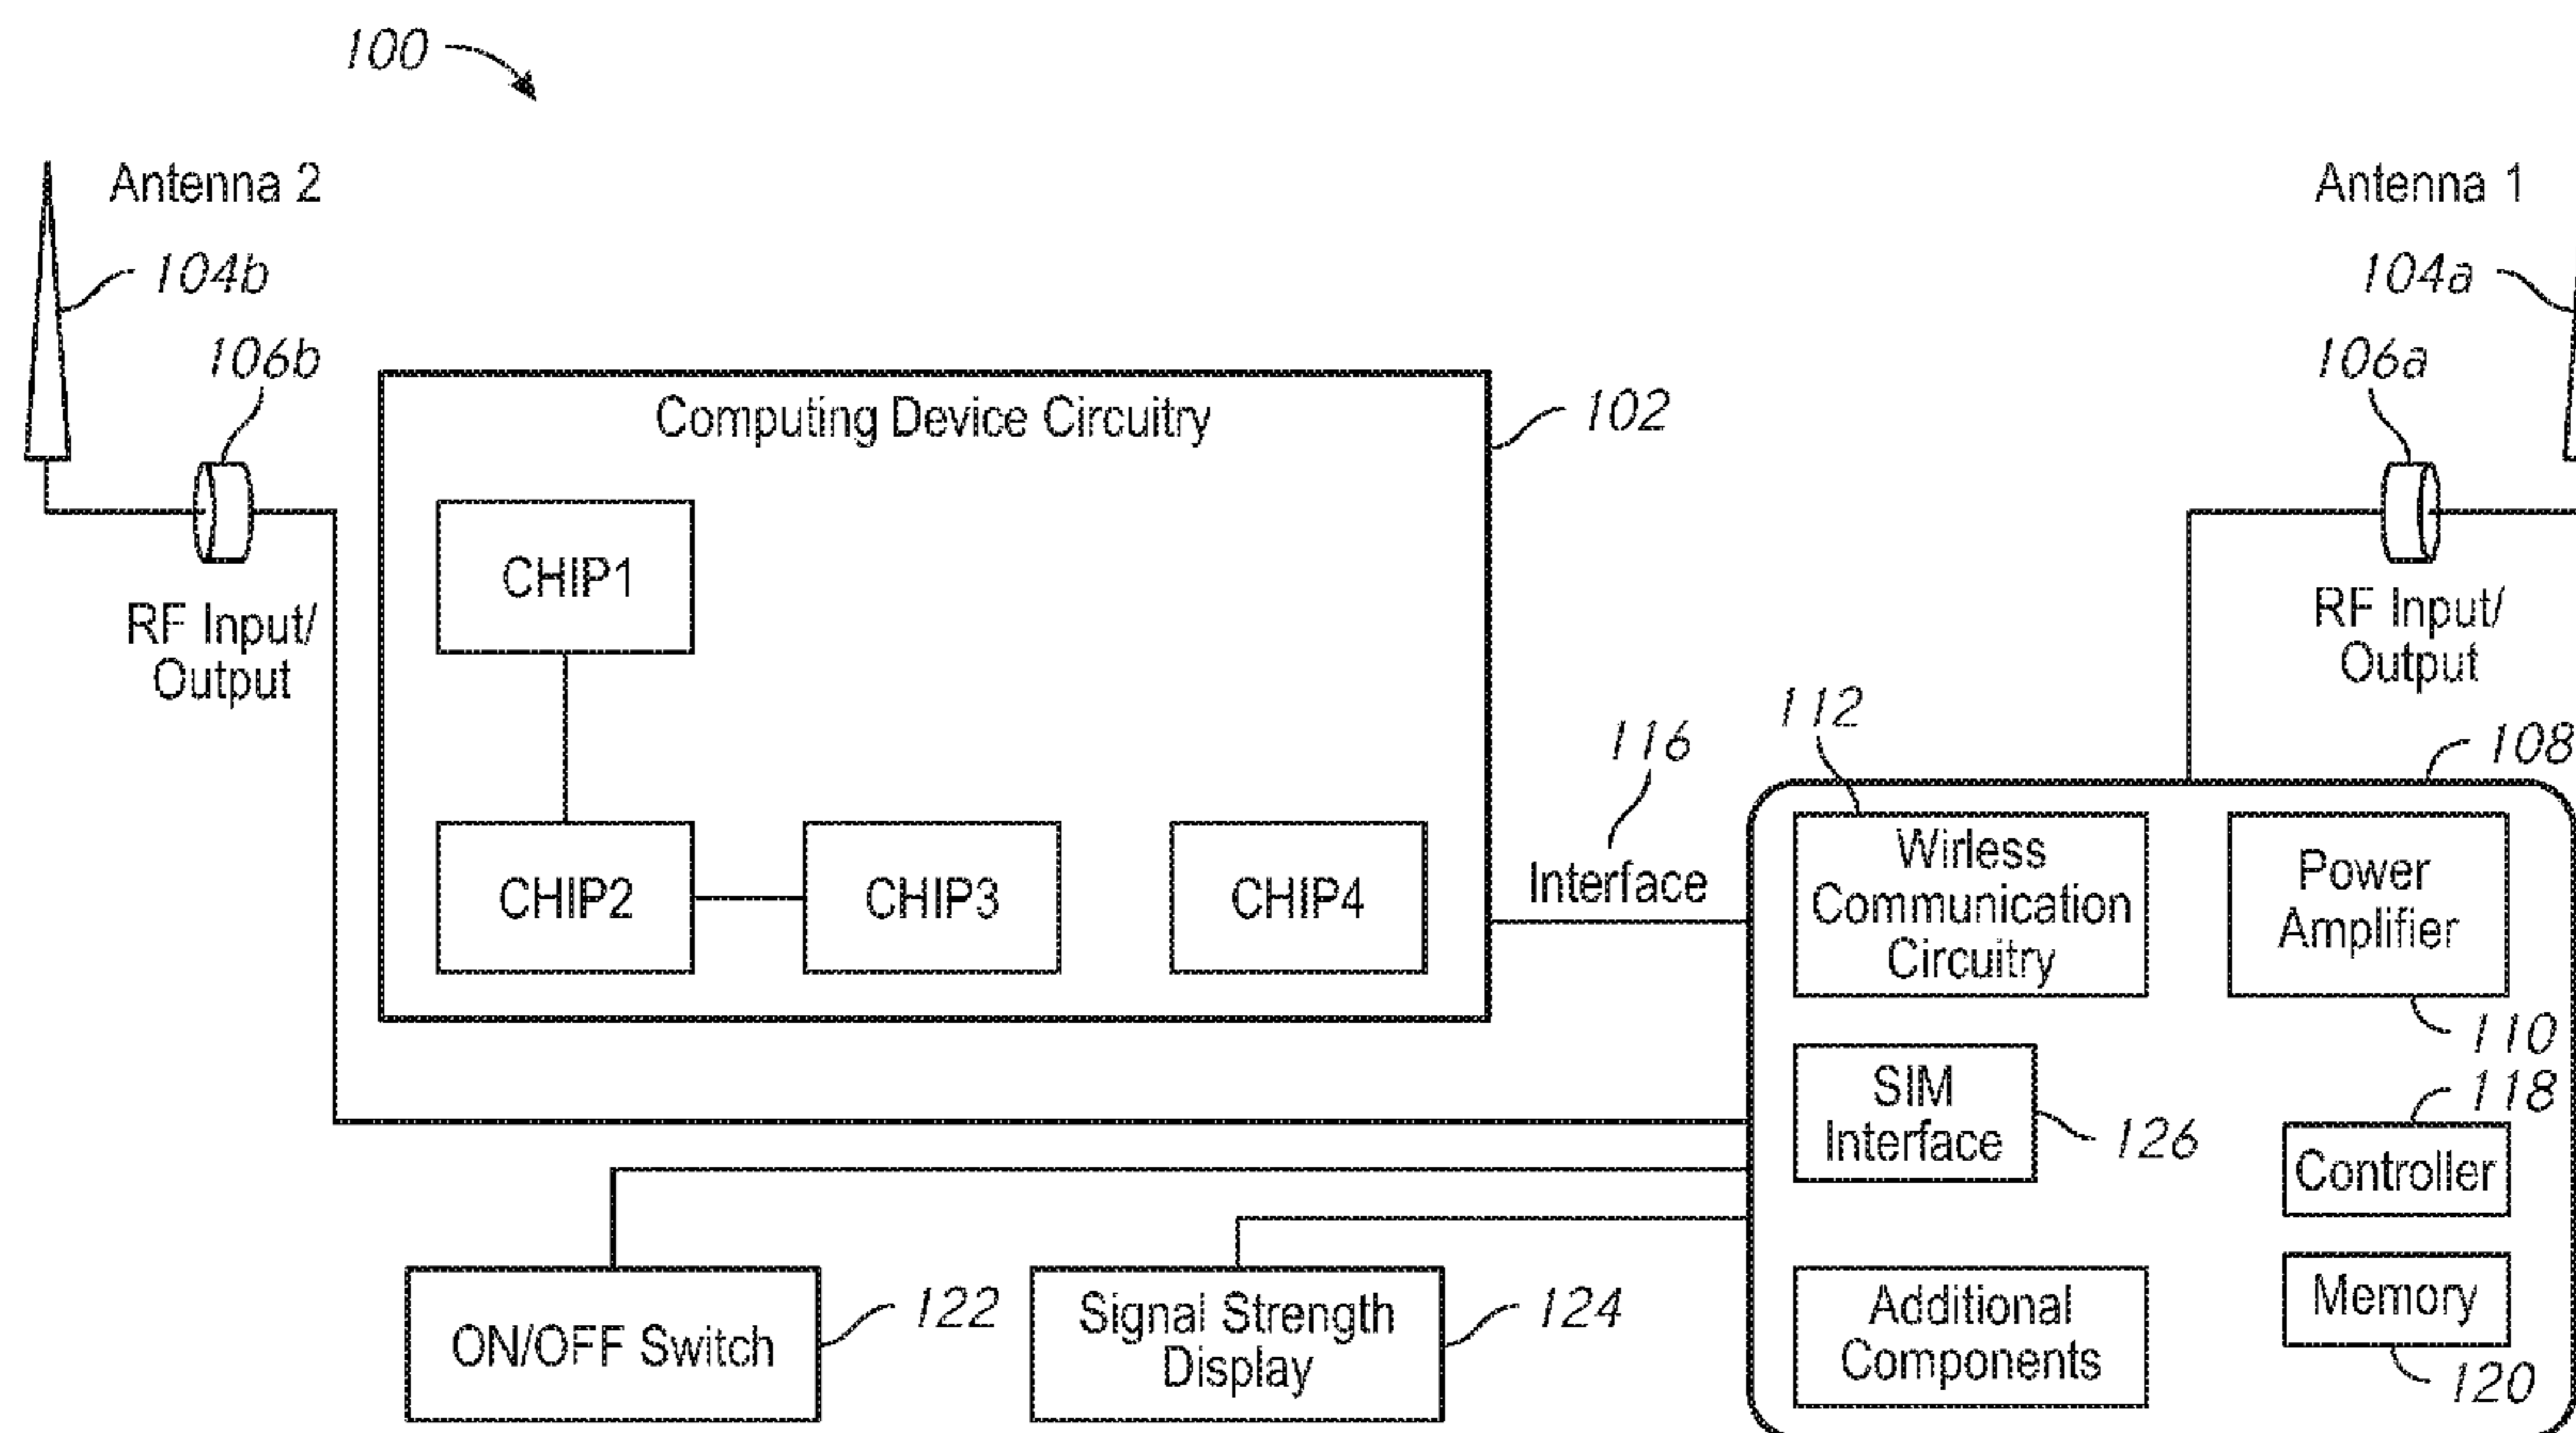 100
Antenna 2
Antenna 1
104b
104a
106b
106a
Computing Device Circuitry
102
CHIP1
RF Input/
Output
RF Input/
Output
112
116
108
CHIP2
CHIP3
CHIP4
Interface
Wirless
Communication
Circuitry
Power
Amplifier
110
SIM
Interface
126
118
Controller
ON/OFF Switch
122
Signal Strength
Display
124
Additional
Components
Memory
120